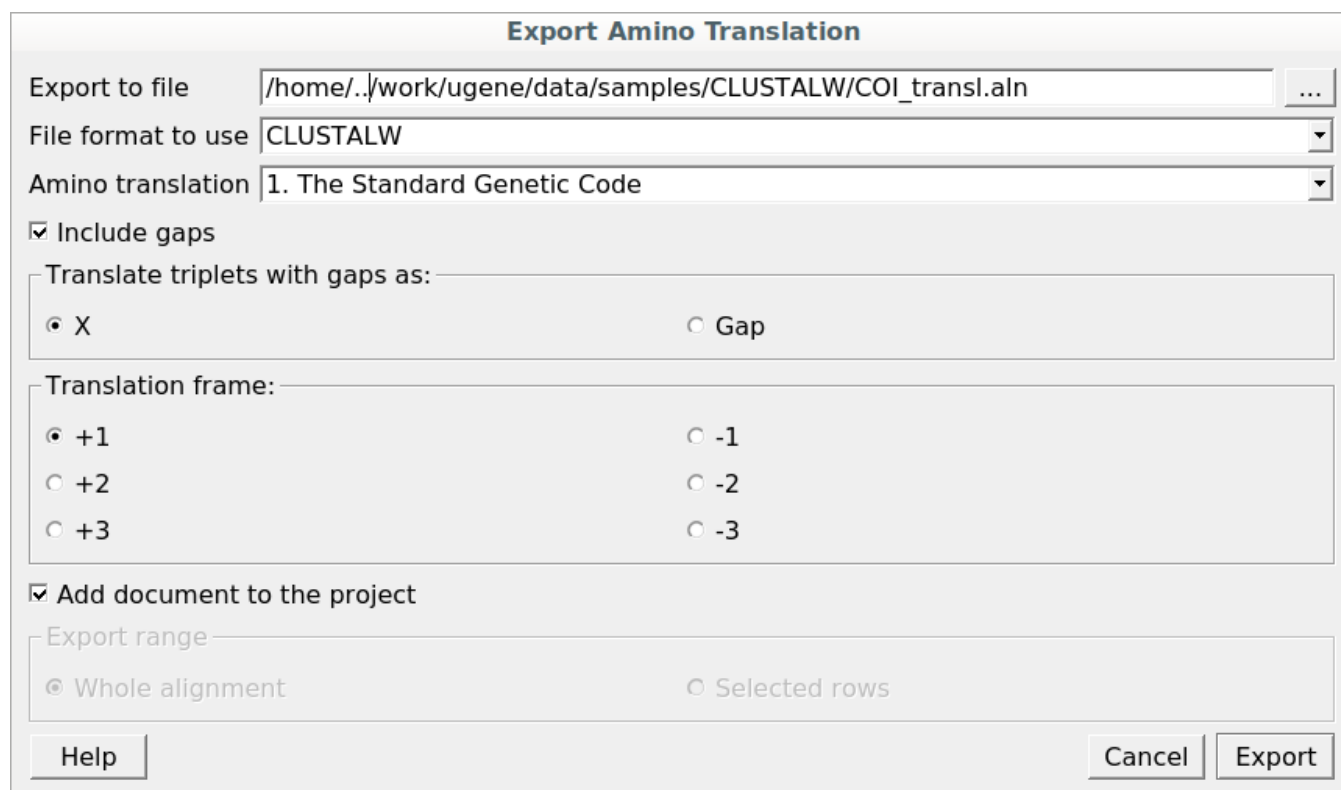 Export Amino Translation
Export to file /home/../work/ugene/data/samples/CLUSTALW/COI_transl.aln ...
File format to use CLUSTALW
Amino translation 1. The Standard Genetic Code
Include gaps
Translate triplets with gaps as:
X Gap
Translation frame:
+1 -1
+2 -2
+3 -3
Add document to the project
Export range
Whole alignment Selected rows
Help Cancel Export